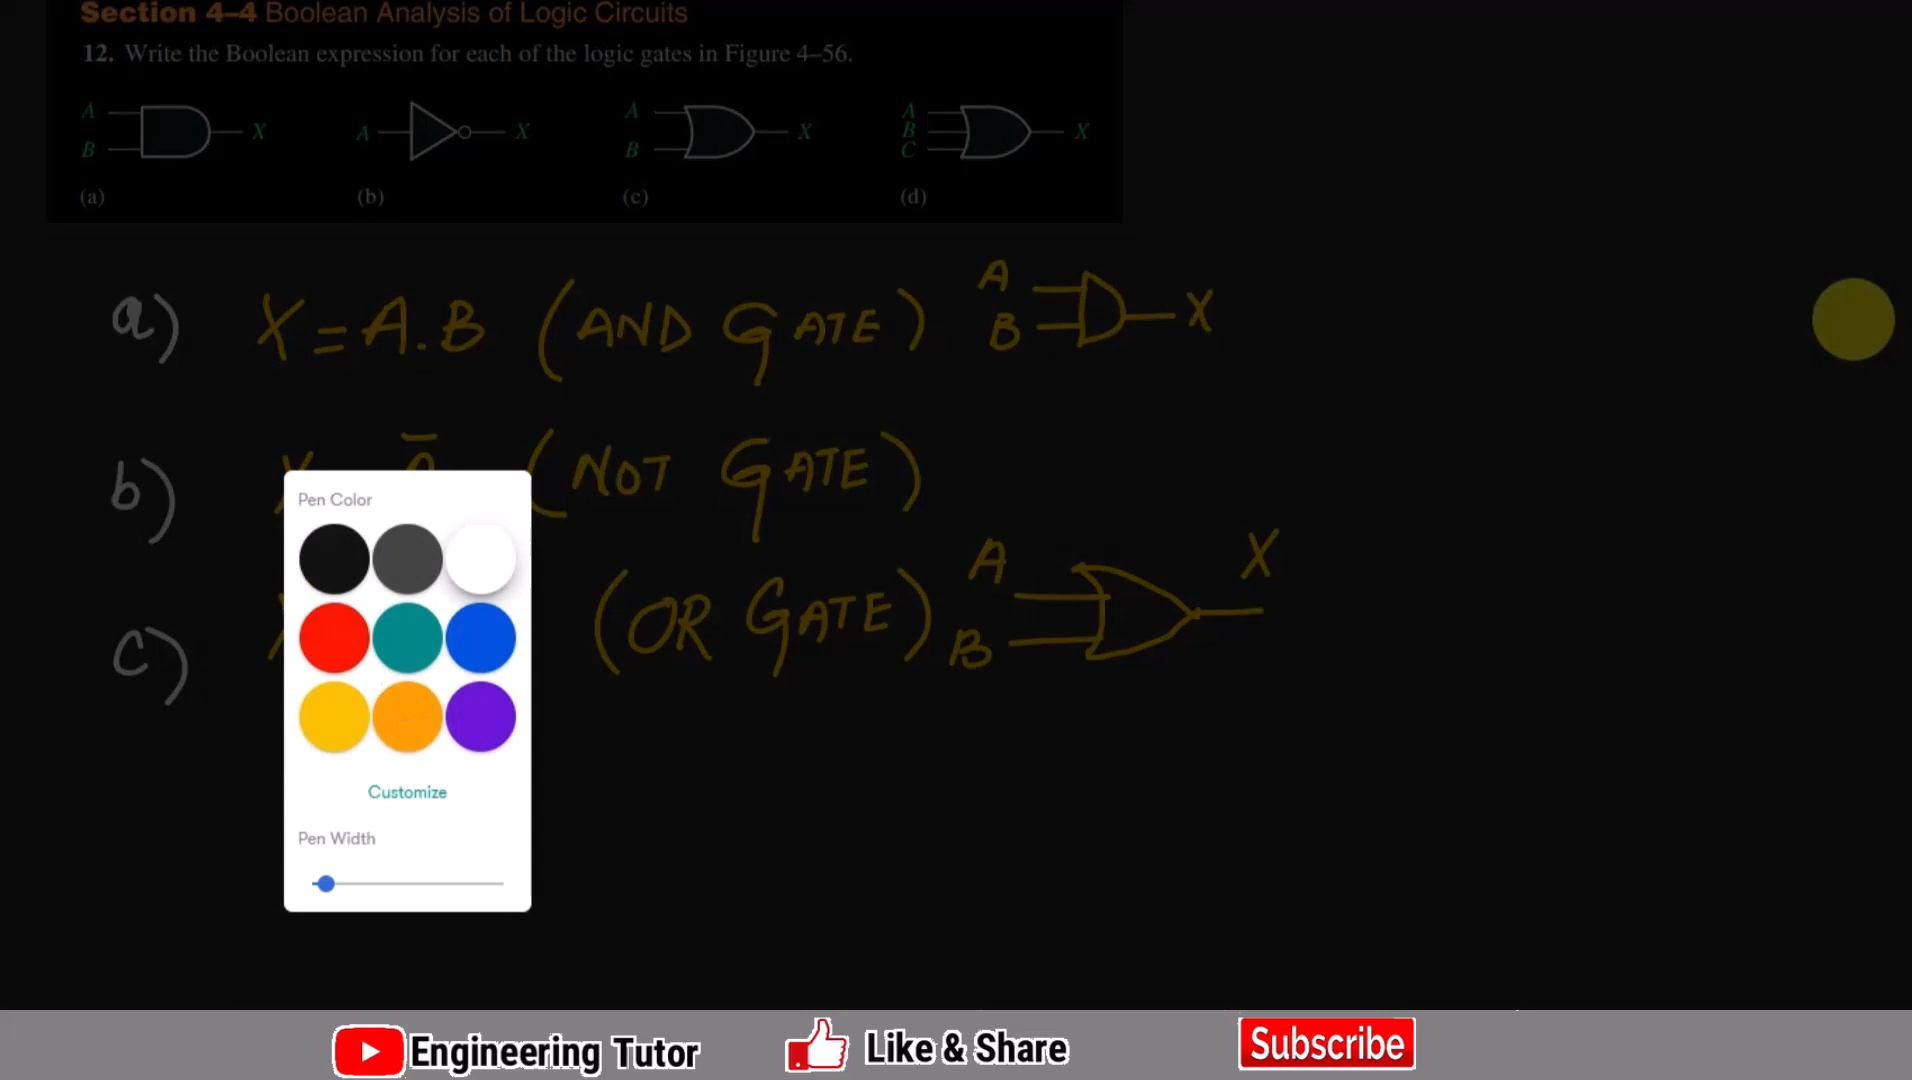 Section 4–4 Boolean Analysis of Logic Circuits
12. Write the Boolean expression for each of the logic gates in Figure 4–56.
A B X
A X
A B X
A B C X
(a) (b) (c) (d)
a) X = A.B (AND GATE) A B X
b) (NOT GATE)
c) (OR GATE) A B X
Pen Color
Customize
Pen Width
Engineering Tutor Like & Share Subscribe